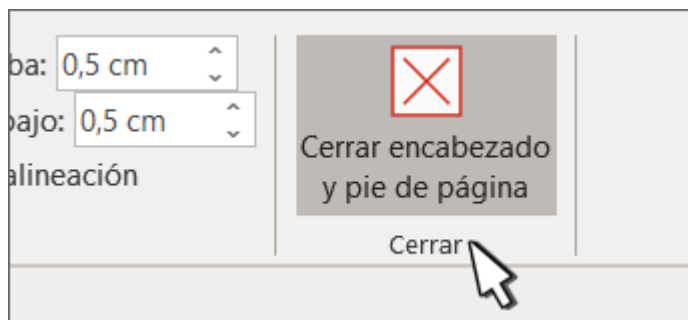 ba: 0,5 cm
bajo: 0,5 cm
alineación
Cerrar encabezado
y pie de página
Cerrar